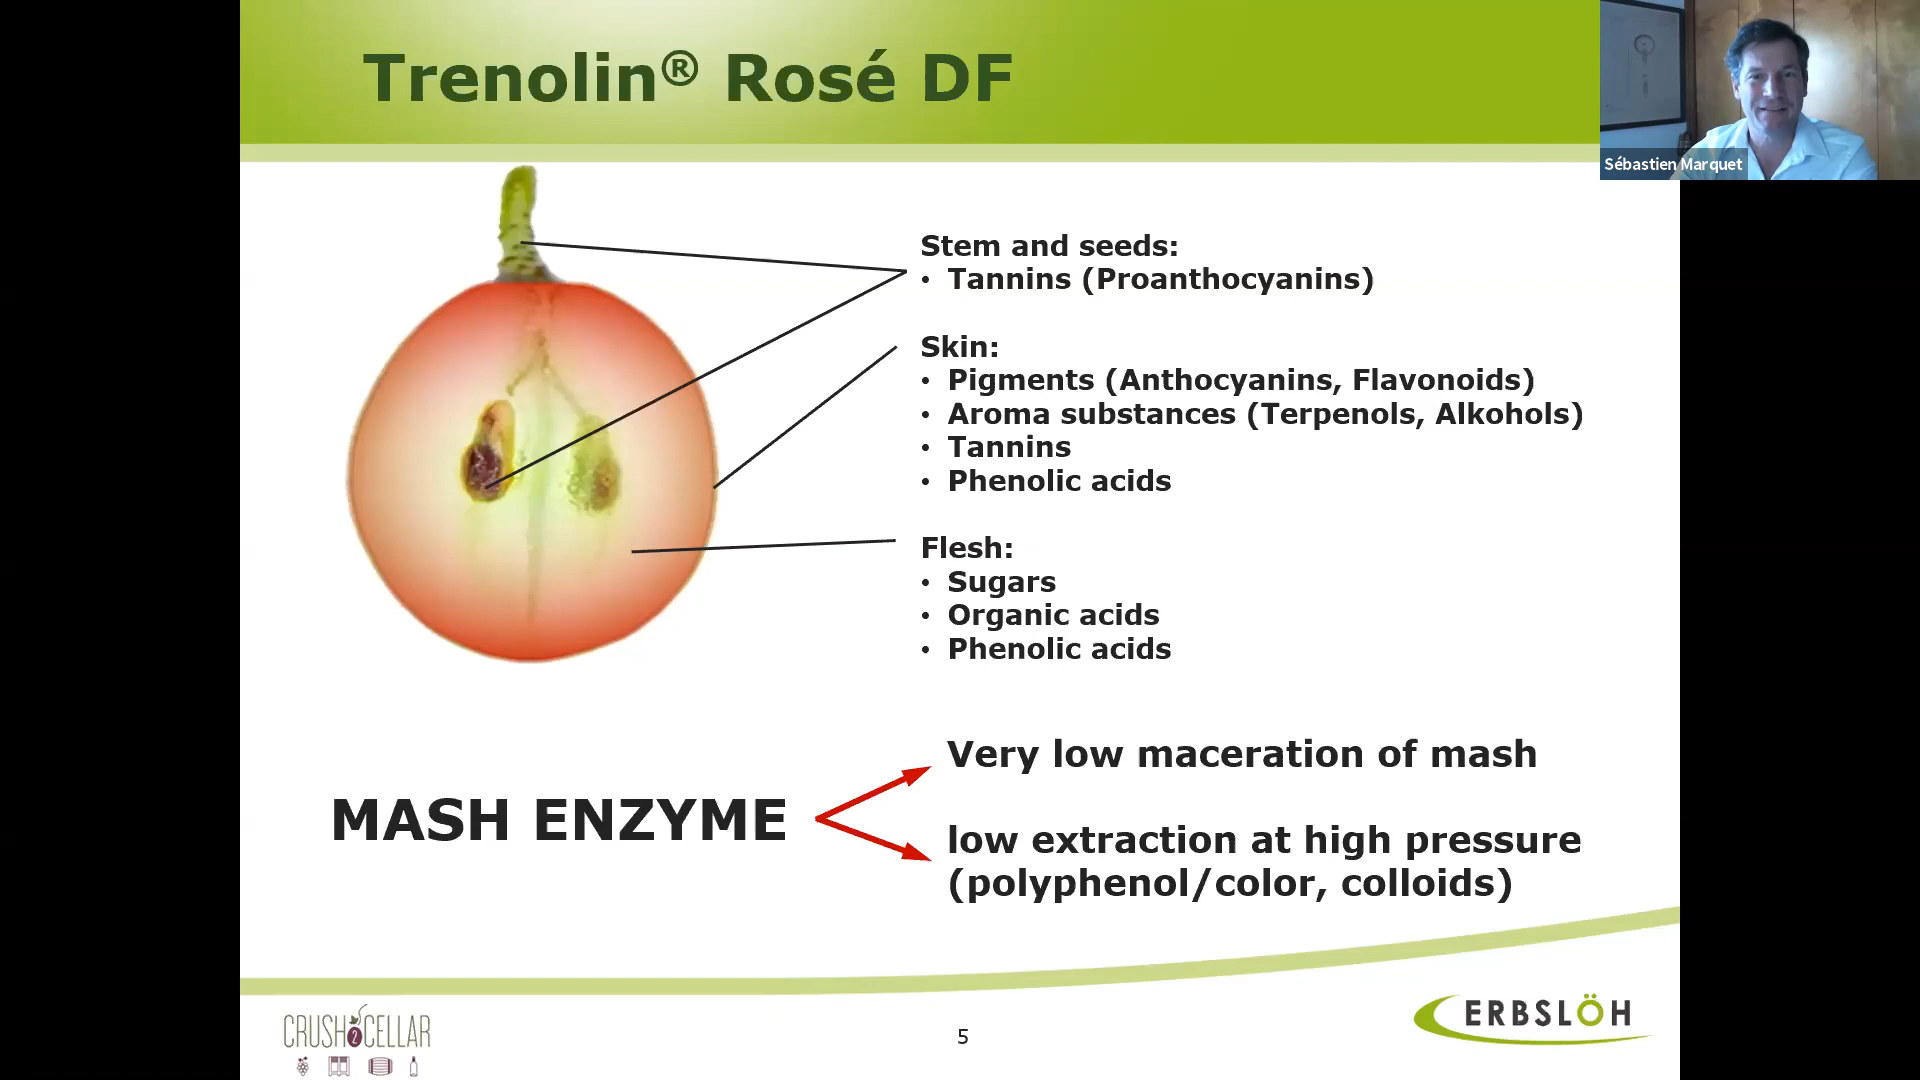 Trenolin® Rosé DF
Sébastien Marquet
Stem and seeds:
• Tannins (Proanthocyanins)
Skin:
• Pigments (Anthocyanins, Flavonoids)
• Aroma substances (Terpenols, Alkohols)
• Tannins
• Phenolic acids
Flesh:
• Sugars
• Organic acids
• Phenolic acids
MASH ENZYME
Very low maceration of mash
low extraction at high pressure
(polyphenol/color, colloids)
CRUSH2CELLAR
5
ERBSLÖH